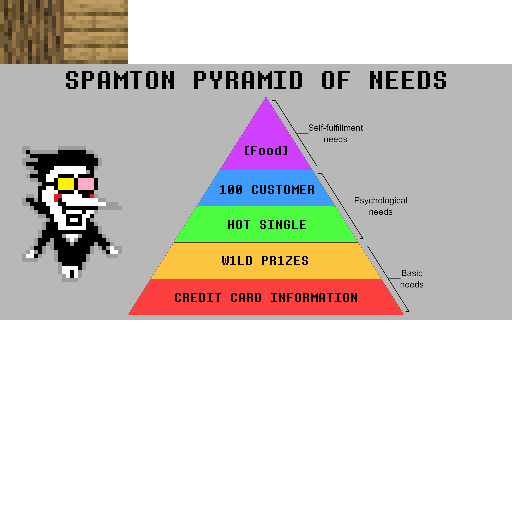 SPAMTON PYRAMID OF NEEDS
[Food]
Self-fulfillment
needs
100 CUSTOMER
Psychological
needs
HOT SINGLE
W1LD PR1ZES
Basic
needs
CREDIT CARD INFORMATION